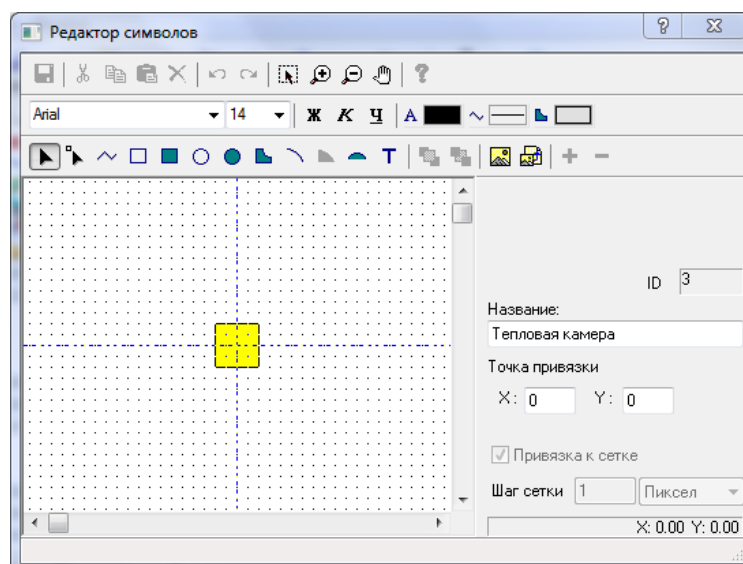 Редактор символов
Arial 14 Ж К Ч А
Т
ID 3
Название:
Тепловая камера
Точка привязки
X: 0 Y: 0
Привязка к сетке
Шаг сетки 1 Пиксел
X: 0.00 Y: 0.00